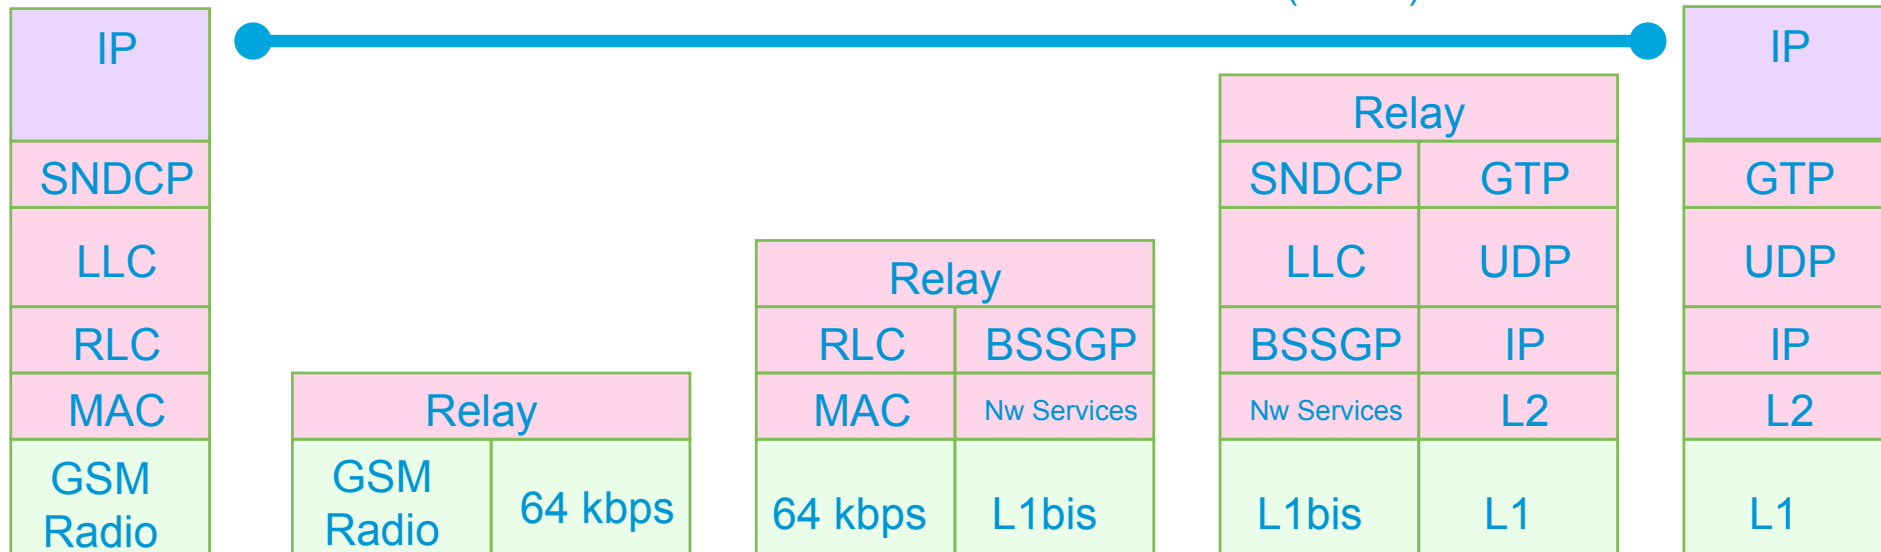 IP
IP
Relay
SNDCP
SNDCP
GTP
GTP
LLC
LLC
UDP
UDP
Relay
RLC
RLC
BSSGP
BSSGP
IP
IP
MAC
Relay
MAC
Nw Services
Nw Services
L2
L2
GSM
Radio
GSM
Radio
64 kbps
64 kbps
L1bis
L1bis
L1
L1